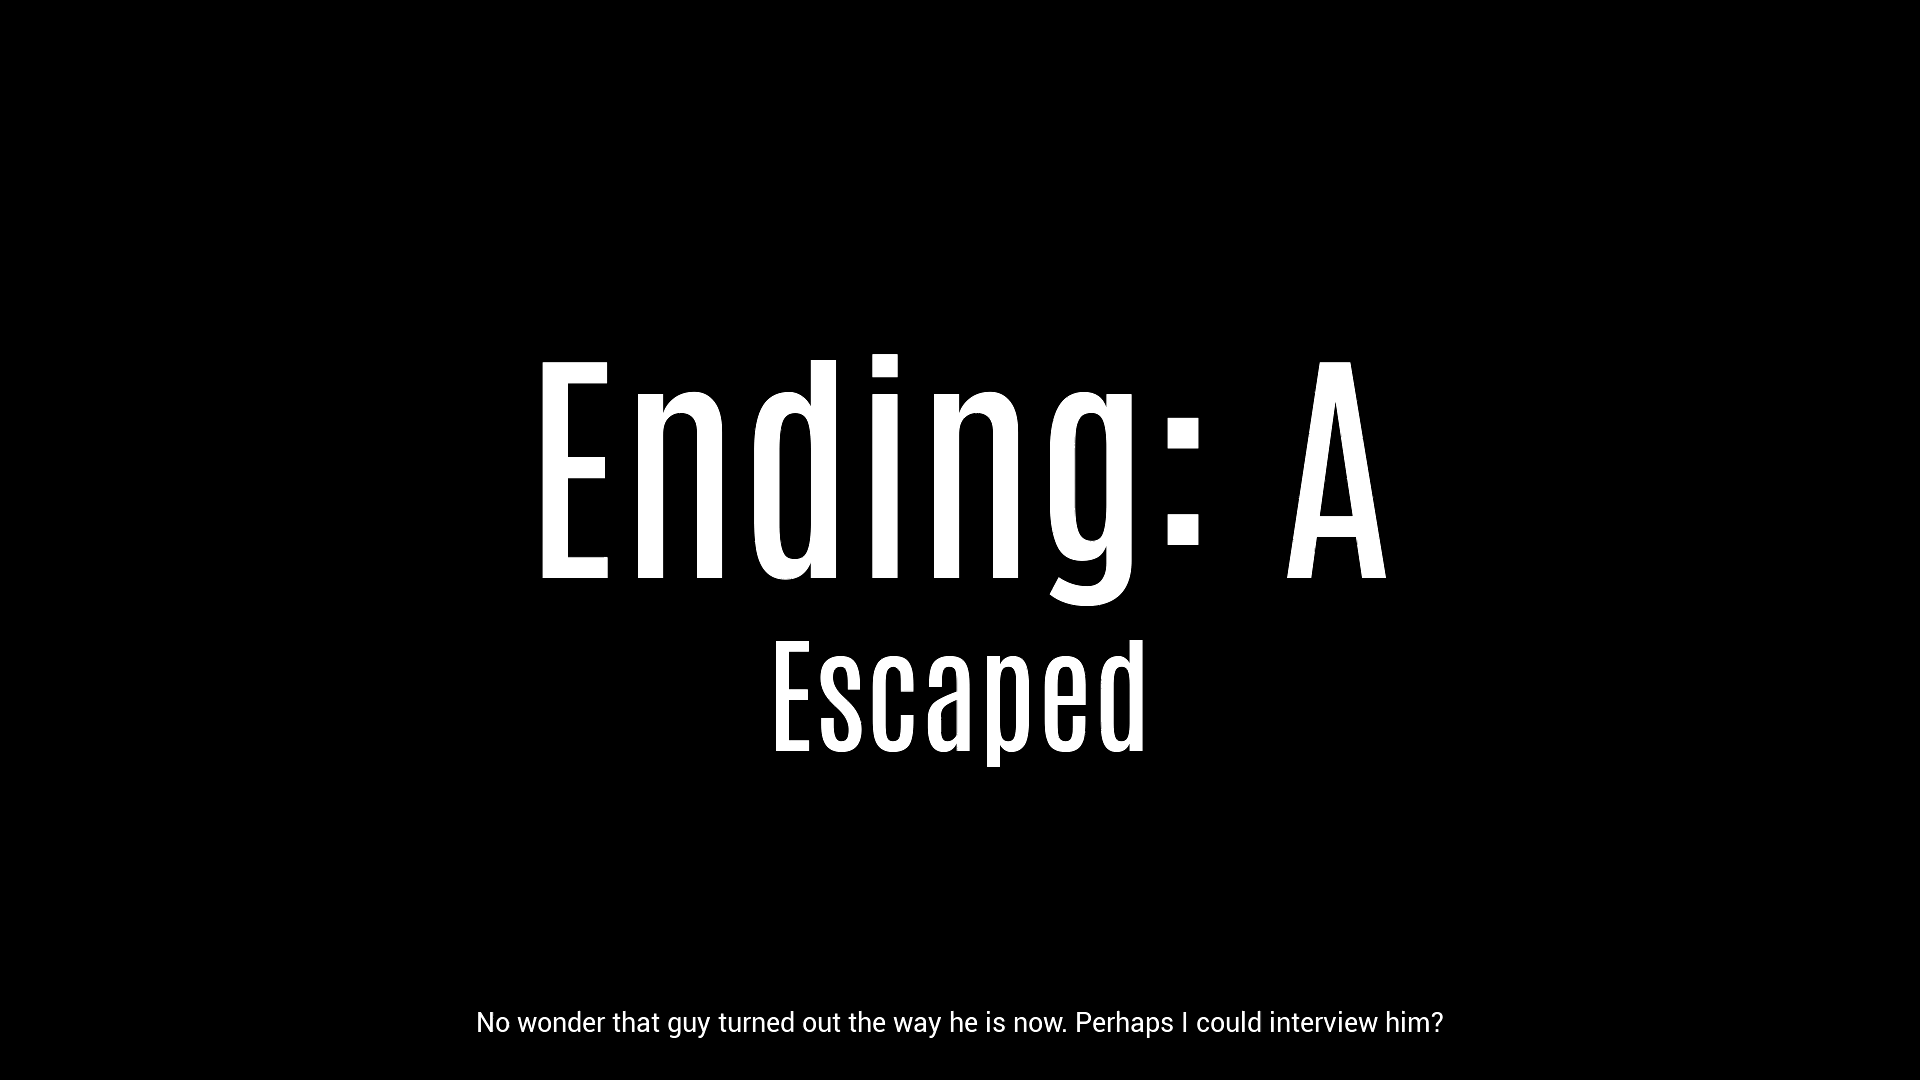 Ending: A
Escaped
No wonder that guy turned out the way he is now. Perhaps I could interview him?